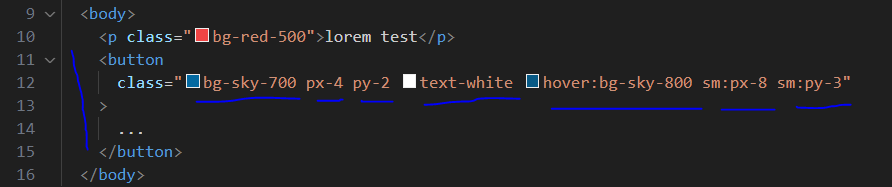 9 <body>
10 <p class="bg-red-500">lorem test</p>
11 <button
12 class="bg-sky-700 px-4 py-2 text-white hover:bg-sky-800 sm:px-8 sm:py-3"
13 >
14 ...
15 </button>
16 </body>